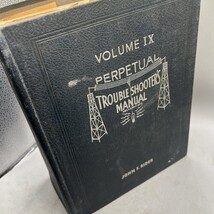 VOLUME IX
PERPETUAL
TROUBLE SHOOTER'S
MANUAL
JOHN F. RIDER